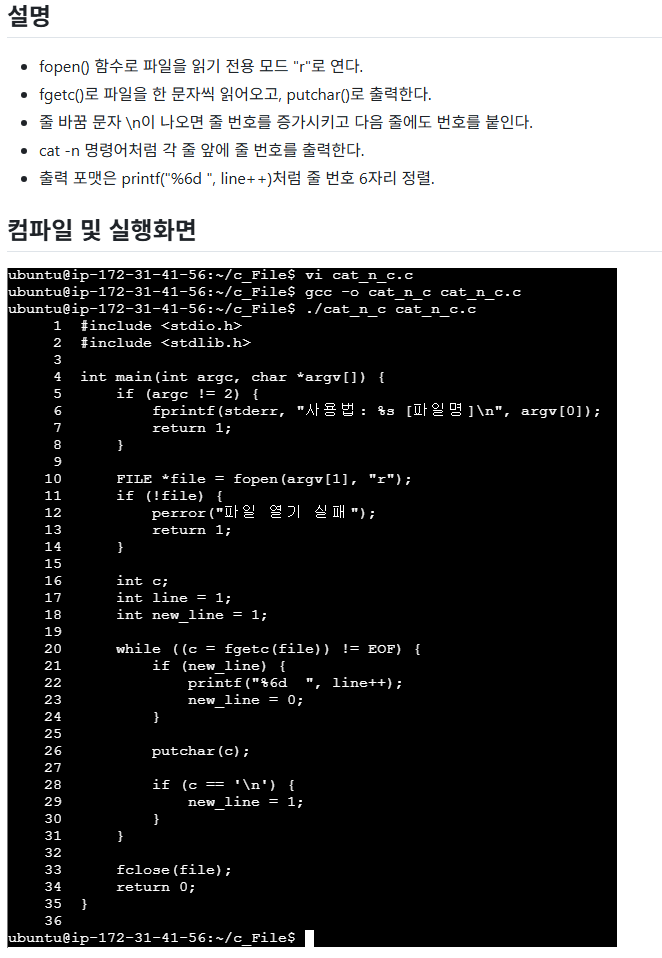 설명
• fopen() 함수로 파일을 읽기 전용 모드 "r"로 연다.
• fgetc()로 파일을 한 문자씩 읽어오고, putchar()로 출력한다.
• 줄 바꿈 문자 \n이 나오면 줄 번호를 증가시키고 다음 줄에도 번호를 붙인다.
• cat -n 명령어처럼 각 줄 앞에 줄 번호를 출력한다.
• 출력 포맷은 printf("%6d ", line++)처럼 줄 번호 6자리 정렬.
컴파일 및 실행화면
ubuntu@ip-172-31-41-56:~/c_File$ vi cat_n_c.c
ubuntu@ip-172-31-41-56:~/c_File$ gcc -o cat_n_c cat_n_c.c
ubuntu@ip-172-31-41-56:~/c_File$ ./cat_n_c cat_n_c.c
     1  #include <stdio.h>
     2  #include <stdlib.h>
     3
     4  int main(int argc, char *argv[]) {
     5      if (argc != 2) {
     6          fprintf(stderr, "사용법: %s [파일명]\n", argv[0]);
     7          return 1;
     8      }
     9
    10      FILE *file = fopen(argv[1], "r");
    11      if (!file) {
    12          perror("파일 열기 실패");
    13          return 1;
    14      }
    15
    16      int c;
    17      int line = 1;
    18      int new_line = 1;
    19
    20      while ((c = fgetc(file)) != EOF) {
    21          if (new_line) {
    22              printf("%6d  ", line++);
    23              new_line = 0;
    24          }
    25
    26          putchar(c);
    27
    28          if (c == '\n') {
    29              new_line = 1;
    30          }
    31      }
    32
    33      fclose(file);
    34      return 0;
    35  }
    36
ubuntu@ip-172-31-41-56:~/c_File$